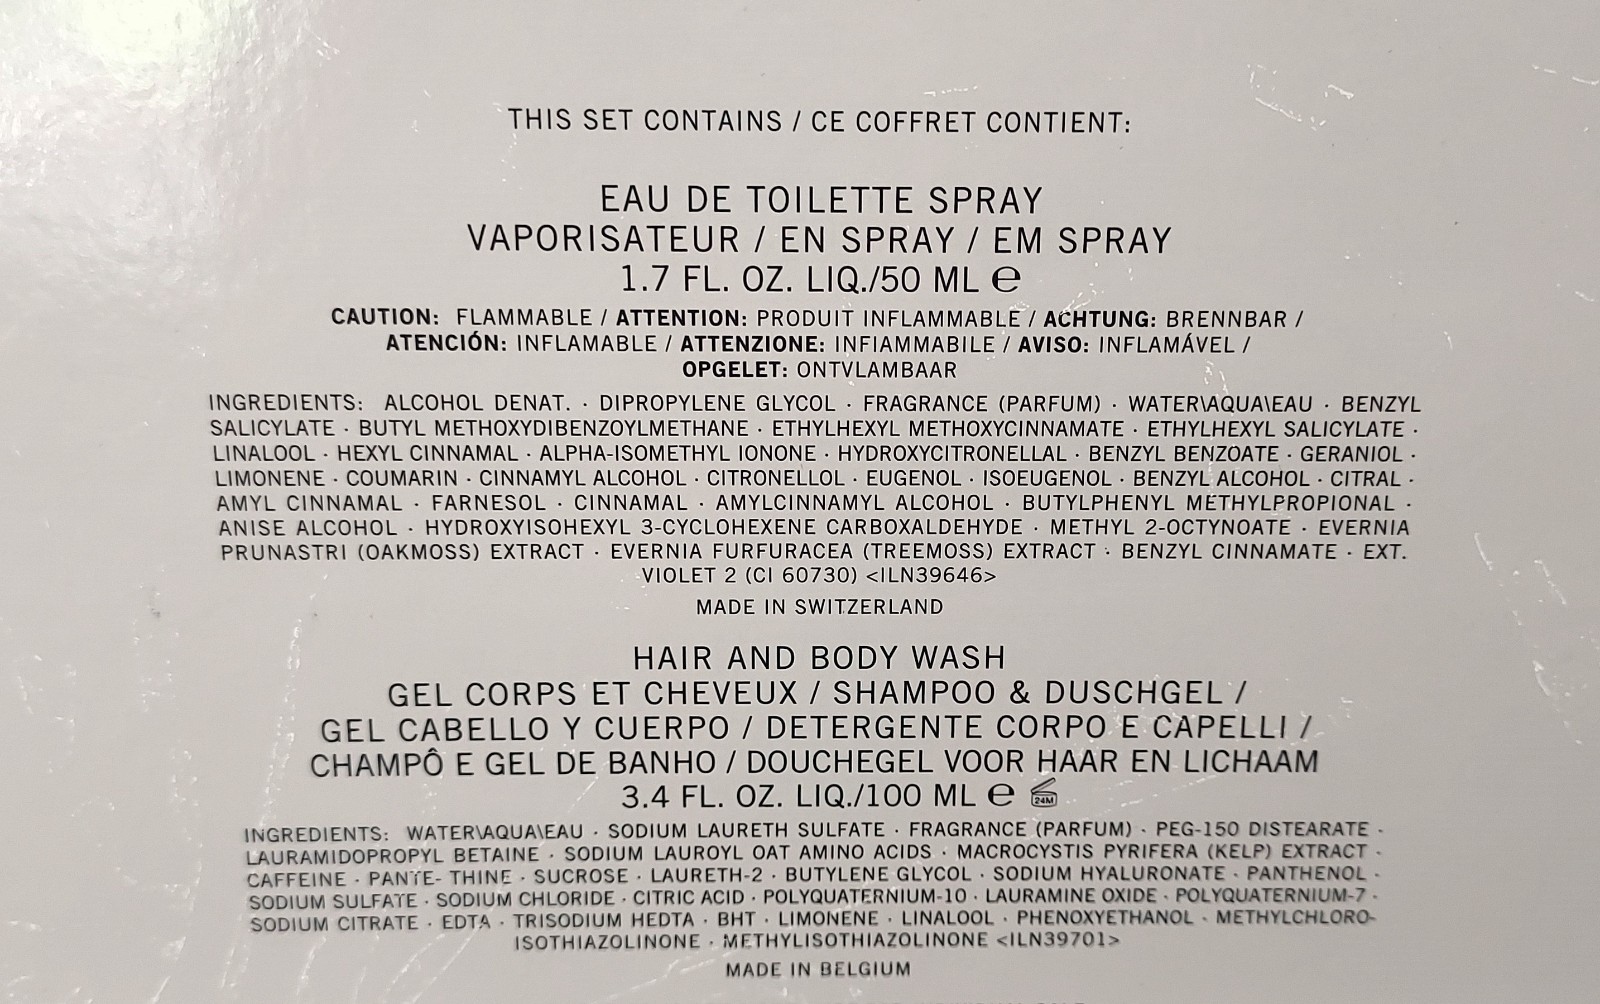 THIS SET CONTAINS / CE COFFRET CONTIENT:
EAU DE TOILETTE SPRAY
VAPORISATEUR / EN SPRAY / EM SPRAY
1.7 FL. OZ. LIQ./50 ML ℮
CAUTION: FLAMMABLE / ATTENTION: PRODUIT INFLAMMABLE / ACHTUNG: BRENNBAR /
ATENCIÓN: INFLAMABLE / ATTENZIONE: INFIAMMABILE / AVISO: INFLAMÁVEL /
OPGELET: ONTVLAMBAAR
INGREDIENTS: ALCOHOL DENAT. · DIPROPYLENE GLYCOL · FRAGRANCE (PARFUM) · WATER\AQUA\EAU · BENZYL
SALICYLATE · BUTYL METHOXYDIBENZOYLMETHANE · ETHYLHEXYL METHOXYCINNAMATE · ETHYLHEXYL SALICYLATE ·
LINALOOL · HEXYL CINNAMAL · ALPHA-ISOMETHYL IONONE · HYDROXYCITRONELLAL · BENZYL BENZOATE · GERANIOL ·
LIMONENE · COUMARIN · CINNAMYL ALCOHOL · CITRONELLOL · EUGENOL · ISOEUGENOL · BENZYL ALCOHOL · CITRAL ·
AMYL CINNAMAL · FARNESOL · CINNAMAL · AMYLCINNAMYL ALCOHOL · BUTYLPHENYL METHYLPROPIONAL ·
ANISE ALCOHOL · HYDROXYISOHEXYL 3-CYCLOHEXENE CARBOXALDEHYDE · METHYL 2-OCTYNOATE · EVERNIA
PRUNASTRI (OAKMOSS) EXTRACT · EVERNIA FURFURACEA (TREEMOSS) EXTRACT · BENZYL CINNAMATE · EXT.
VIOLET 2 (CI 60730) <ILN39646>
MADE IN SWITZERLAND
HAIR AND BODY WASH
GEL CORPS ET CHEVEUX / SHAMPOO & DUSCHGEL /
GEL CABELLO Y CUERPO / DETERGENTE CORPO E CAPELLI /
CHAMPÔ E GEL DE BANHO / DOUCHEGEL VOOR HAAR EN LICHAAM
3.4 FL. OZ. LIQ./100 ML ℮ 24M
INGREDIENTS: WATER\AQUA\EAU · SODIUM LAURETH SULFATE · FRAGRANCE (PARFUM) · PEG-150 DISTEARATE ·
LAURAMIDOPROPYL BETAINE · SODIUM LAUROYL OAT AMINO ACIDS · MACROCYSTIS PYRIFERA (KELP) EXTRACT ·
CAFFEINE · PANTE- THINE · SUCROSE · LAURETH-2 · BUTYLENE GLYCOL · SODIUM HYALURONATE · PANTHENOL ·
SODIUM SULFATE · SODIUM CHLORIDE · CITRIC ACID · POLYQUATERNIUM-10 · LAURAMINE OXIDE · POLYQUATERNIUM-7 ·
SODIUM CITRATE · EDTA · TRISODIUM HEDTA · BHT · LIMONENE · LINALOOL · PHENOXYETHANOL · METHYLCHLORO-
ISOTHIAZOLINONE · METHYLISOTHIAZOLINONE <ILN39701>
MADE IN BELGIUM